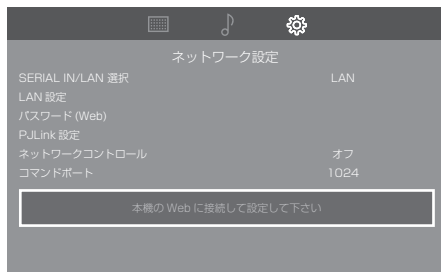 ネットワーク設定
SERIAL IN/LAN 選択 LAN
LAN 設定
パスワード (Web)
PJLink 設定
ネットワークコントロール オフ
コマンドポート 1024
本機の Web に接続して設定して下さい